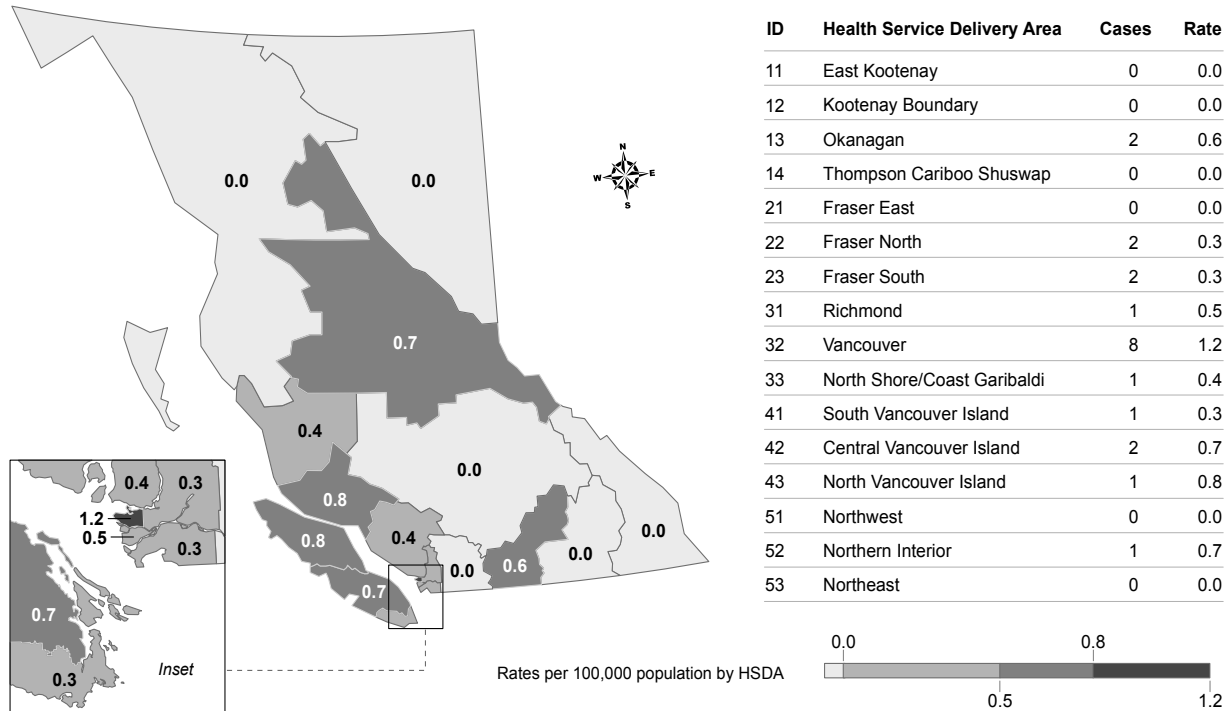 ID Health Service Delivery Area Cases Rate
11 East Kootenay 0 0.0
12 Kootenay Boundary 0 0.0
13 Okanagan 2 0.6
14 Thompson Cariboo Shuswap 0 0.0
21 Fraser East 0 0.0
22 Fraser North 2 0.3
23 Fraser South 2 0.3
31 Richmond 1 0.5
32 Vancouver 8 1.2
33 North Shore/Coast Garibaldi 1 0.4
41 South Vancouver Island 1 0.3
42 Central Vancouver Island 2 0.7
43 North Vancouver Island 1 0.8
51 Northwest 0 0.0
52 Northern Interior 1 0.7
53 Northeast 0 0.0
N
W E
S
0.0 0.0
0.7
0.4
0.0
0.8
0.8 0.4 0.0
0.0 0.6 0.0
0.7
0.4 0.3
1.2
0.5 0.3
0.7
0.3
Inset
Rates per 100,000 population by HSDA
0.0 0.8
0.5 1.2